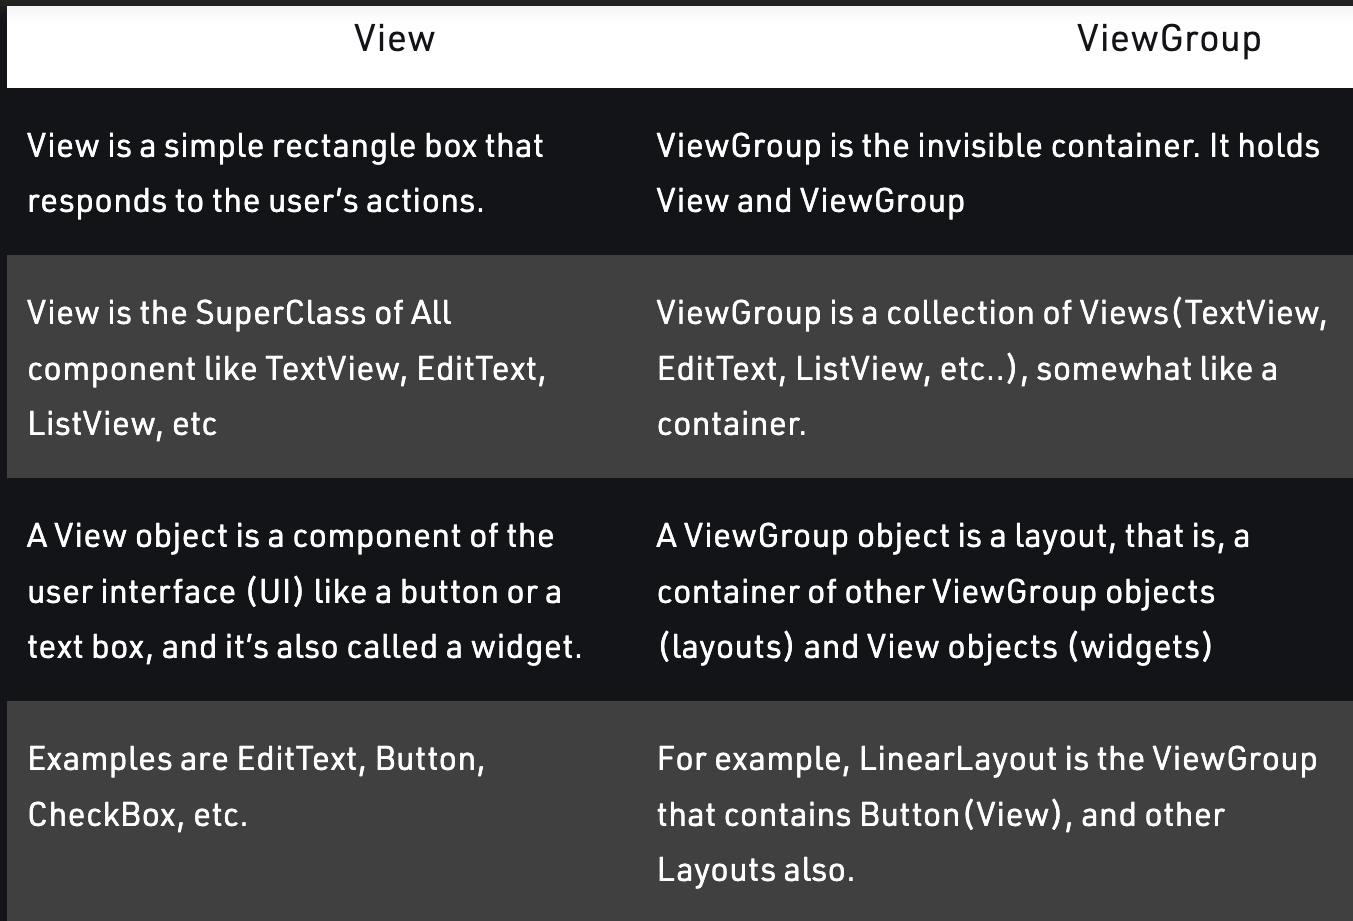 View
ViewGroup
View is a simple rectangle box that
responds to the user’s actions.
ViewGroup is the invisible container. It holds
View and ViewGroup
View is the SuperClass of All
component like TextView, EditText,
ListView, etc
ViewGroup is a collection of Views(TextView,
EditText, ListView, etc..), somewhat like a
container.
A View object is a component of the
user interface (UI) like a button or a
text box, and it’s also called a widget.
A ViewGroup object is a layout, that is, a
container of other ViewGroup objects
(layouts) and View objects (widgets)
Examples are EditText, Button,
CheckBox, etc.
For example, LinearLayout is the ViewGroup
that contains Button(View), and other
Layouts also.